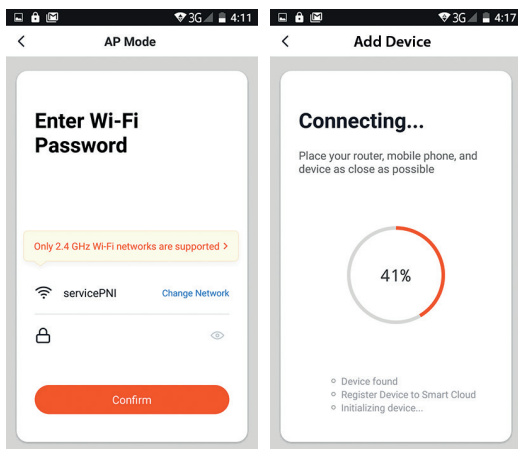 3G 4:11
AP Mode
Enter Wi-Fi
Password
Only 2.4 GHz Wi-Fi networks are supported >
servicePNI Change Network
Confirm
3G 4:17
Add Device
Connecting...
Place your router, mobile phone, and
device as close as possible
41%
Device found
Register Device to Smart Cloud
Initializing device...